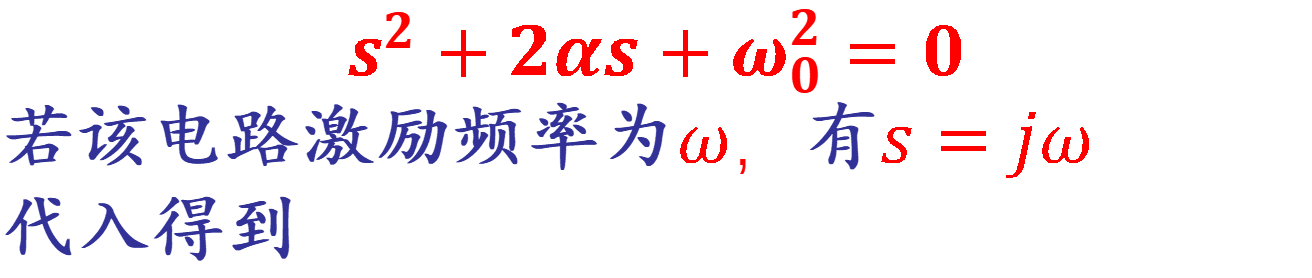 s² + 2αs + ω₀² = 0
若该电路激励频率为ω, 有s = jω
代入得到